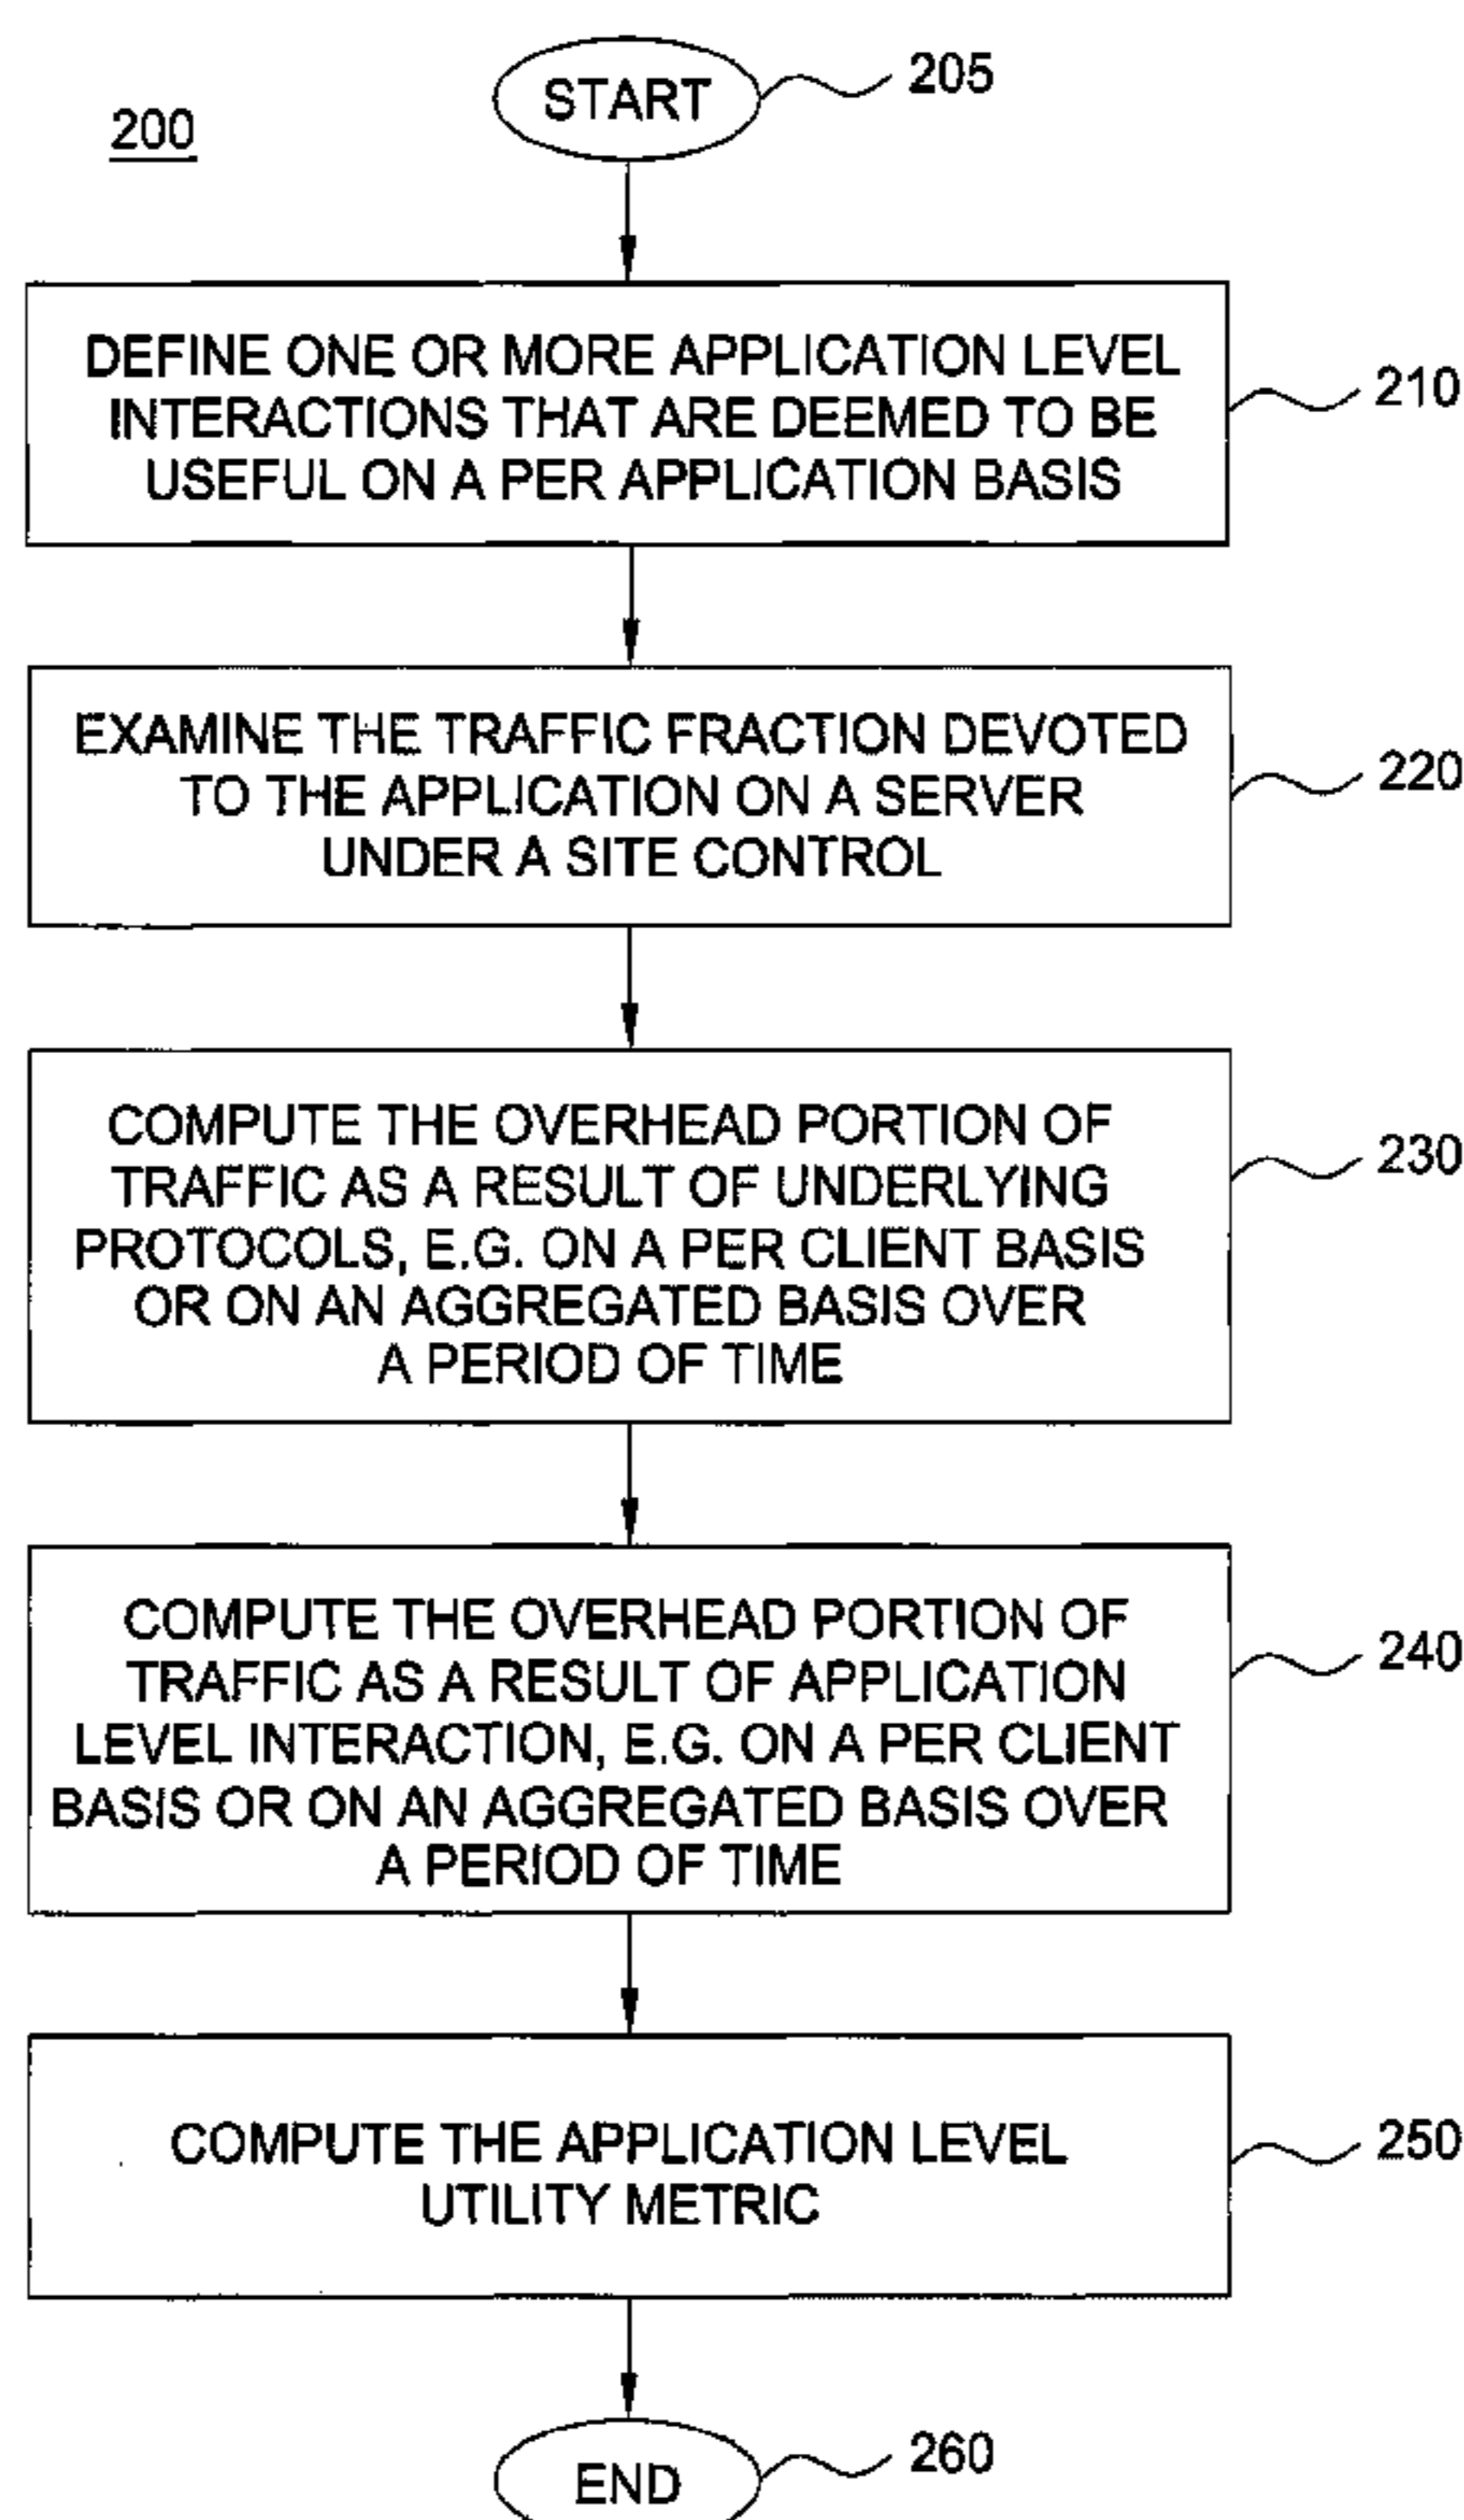 START
205
200
DEFINE ONE OR MORE APPLICATION LEVEL
INTERACTIONS THAT ARE DEEMED TO BE
USEFUL ON A PER APPLICATION BASIS
210
EXAMINE THE TRAFFIC FRACTION DEVOTED
TO THE APPLICATION ON A SERVER
UNDER A SITE CONTROL
220
COMPUTE THE OVERHEAD PORTION OF
TRAFFIC AS A RESULT OF UNDERLYING
PROTOCOLS, E.G. ON A PER CLIENT BASIS
OR ON AN AGGREGATED BASIS OVER
A PERIOD OF TIME
230
COMPUTE THE OVERHEAD PORTION OF
TRAFFIC AS A RESULT OF APPLICATION
LEVEL INTERACTION, E.G. ON A PER CLIENT
BASIS OR ON AN AGGREGATED BASIS OVER
A PERIOD OF TIME
240
COMPUTE THE APPLICATION LEVEL
UTILITY METRIC
250
END
260